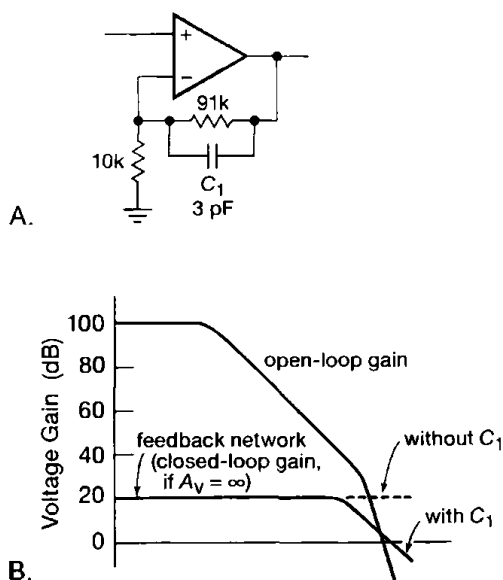 +
−
91k
10k
C₁
3 pF
A.
Voltage Gain (dB)
100
80
60
40
20
0
open-loop gain
feedback network
(closed-loop gain,
if Aᵥ = ∞)
without C₁
with C₁
B.